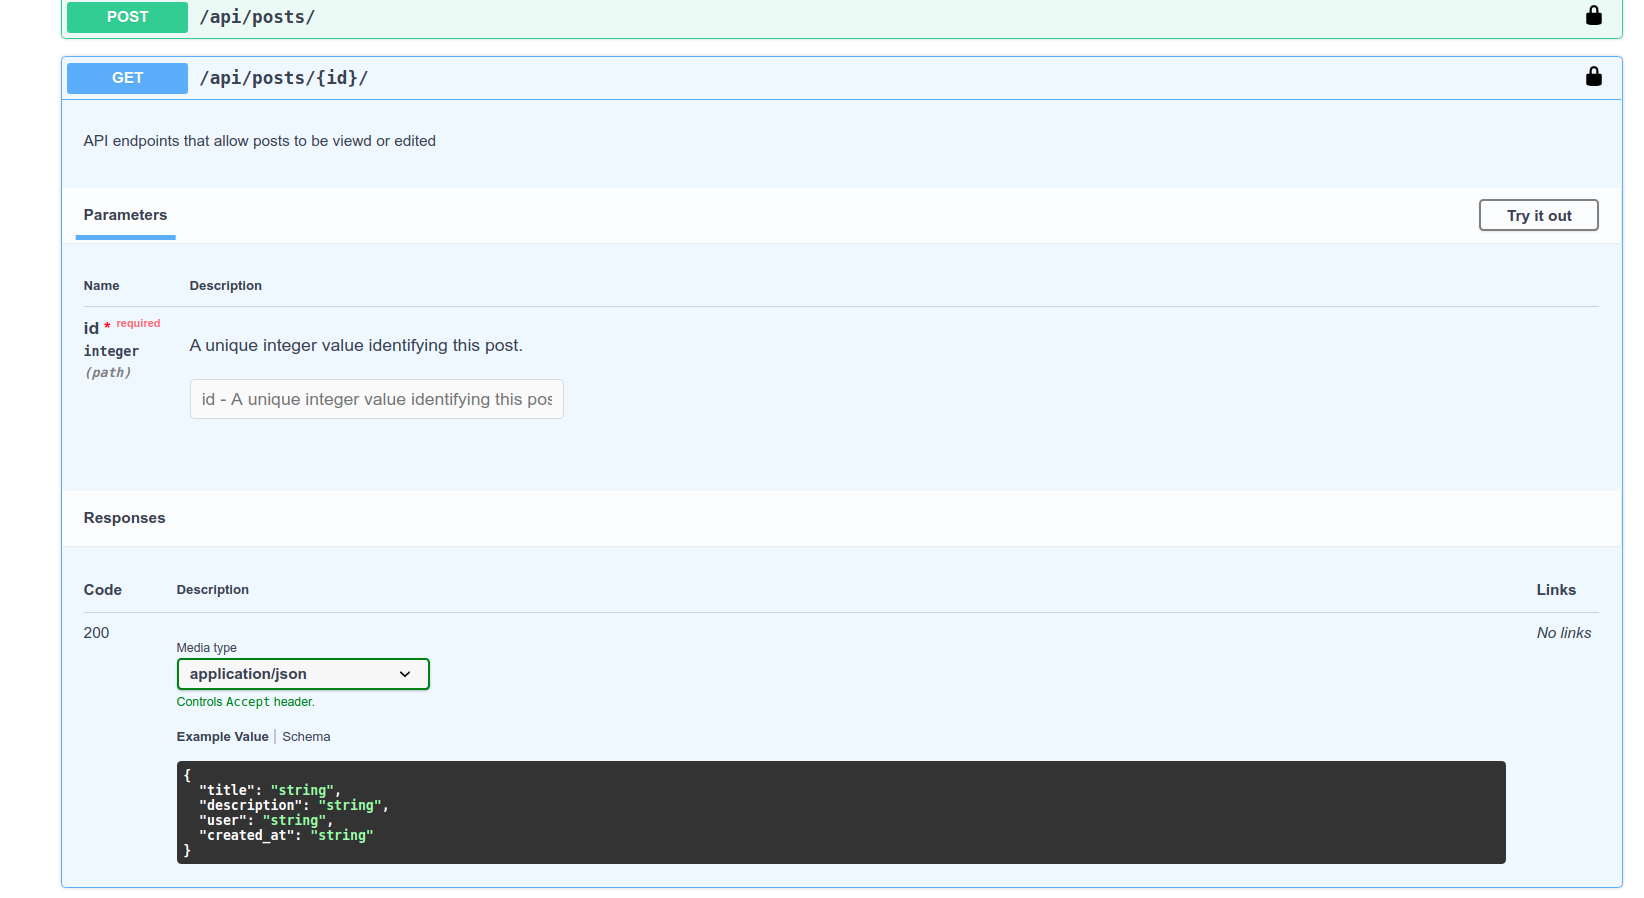 POST /api/posts/
GET /api/posts/{id}/
API endpoints that allow posts to be viewd or edited
Parameters
Try it out
Name Description
id * required
integer
(path)
A unique integer value identifying this post.
id - A unique integer value identifying this pos
Responses
Code Description Links
200 No links
Media type
application/json
Controls Accept header.
Example Value | Schema
{
"title": "string",
"description": "string",
"user": "string",
"created_at": "string"
}